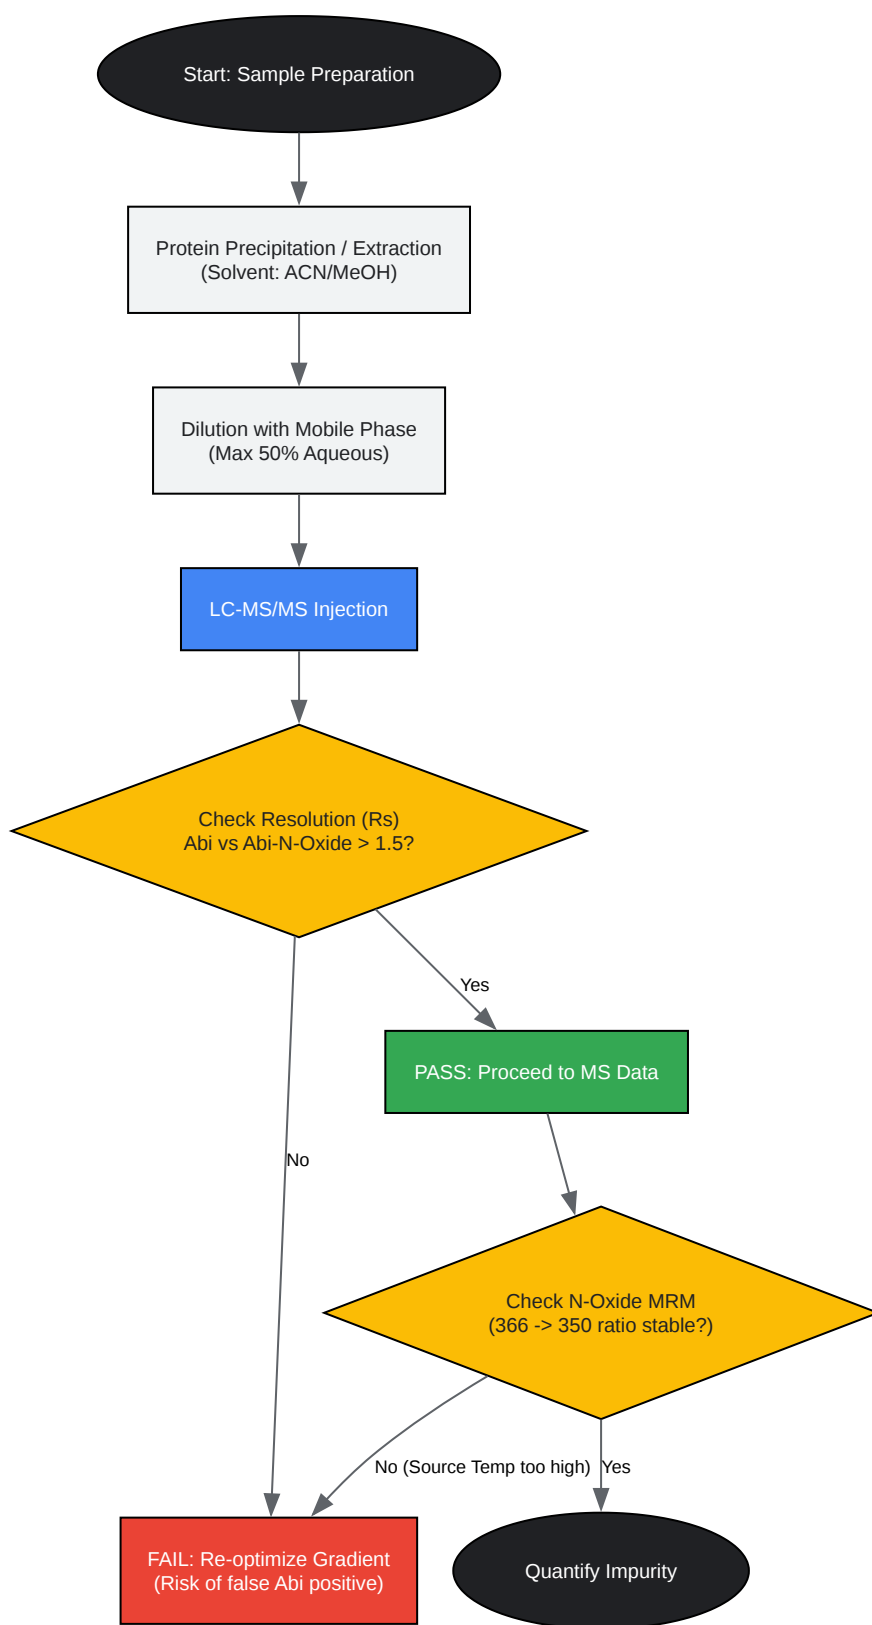 Start: Sample Preparation
Protein Precipitation / Extraction
(Solvent: ACN/MeOH)
Dilution with Mobile Phase
(Max 50% Aqueous)
LC-MS/MS Injection
Check Resolution (Rs)
Abi vs Abi-N-Oxide > 1.5?
Yes
PASS: Proceed to MS Data
No
Check N-Oxide MRM
(366 -> 350 ratio stable?)
No (Source Temp too high)
Yes
FAIL: Re-optimize Gradient
(Risk of false Abi positive)
Quantify Impurity